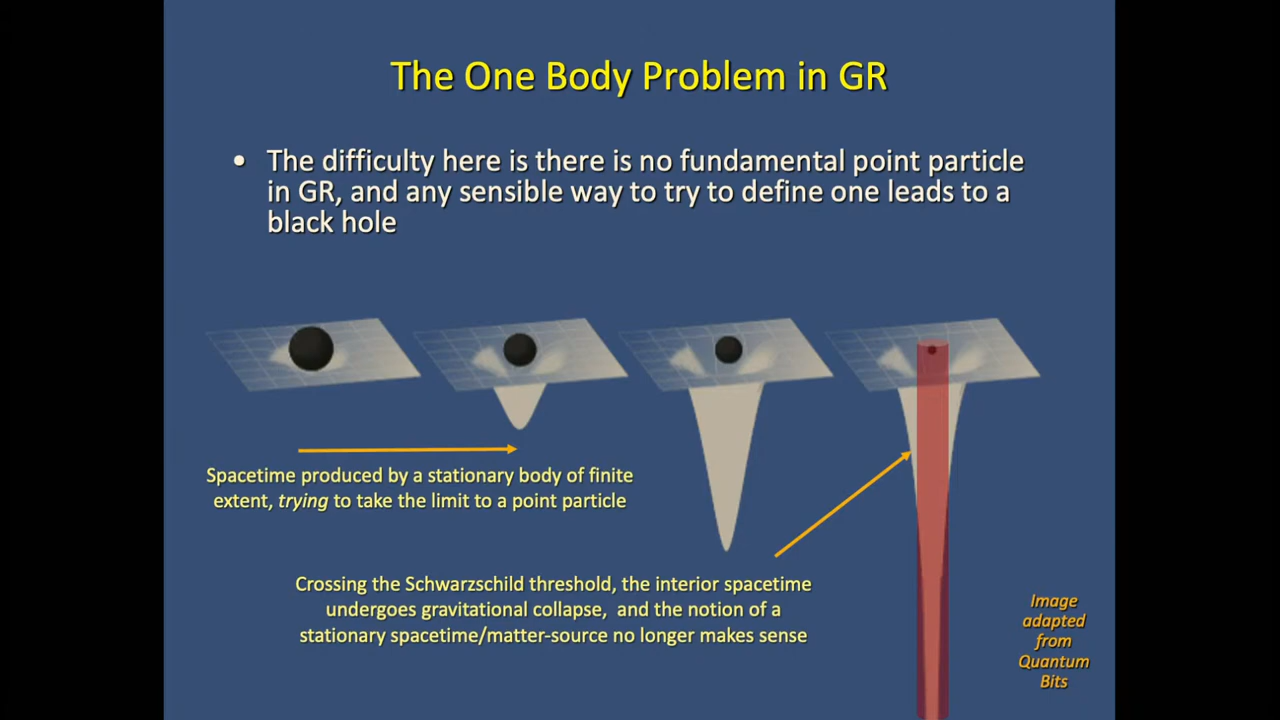 The One Body Problem in GR
• The difficulty here is there is no fundamental point particle
in GR, and any sensible way to try to define one leads to a
black hole
Spacetime produced by a stationary body of finite
extent, trying to take the limit to a point particle
Crossing the Schwarzschild threshold, the interior spacetime
undergoes gravitational collapse, and the notion of a
stationary spacetime/matter-source no longer makes sense
Image
adapted
from
Quantum
Bits